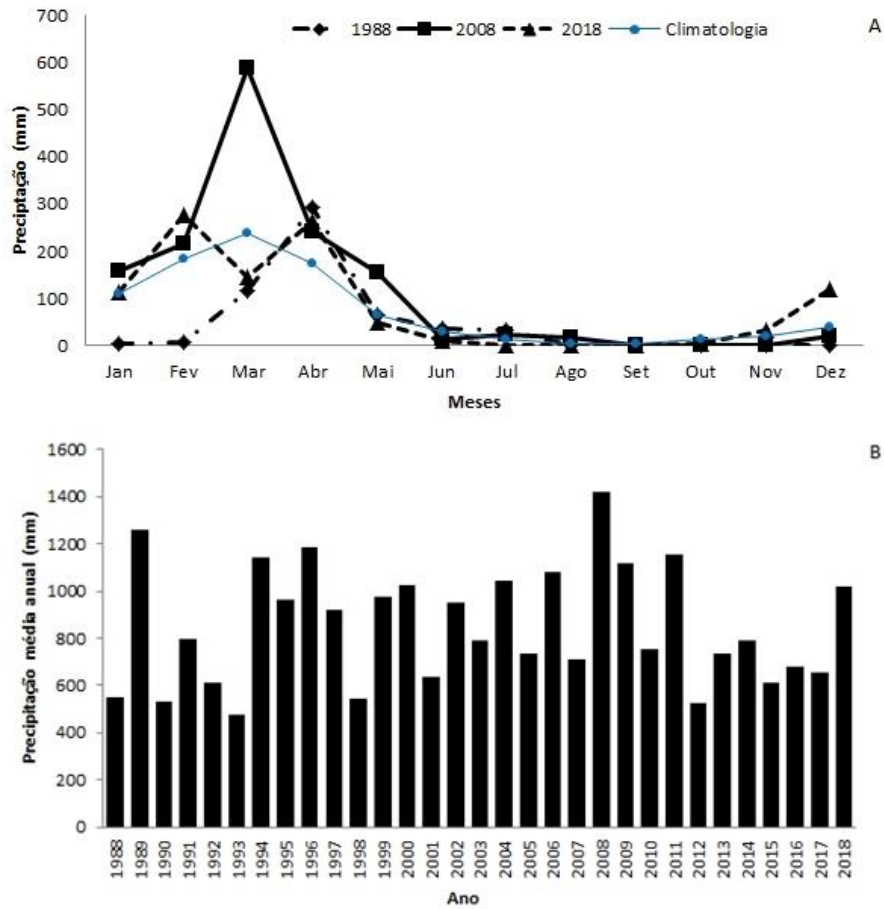 700
600
500
400
300
200
100
0
Preciptação (mm)
1988 2008 2018 Climatologia
A
Jan Fev Mar Abr Mai Jun Jul Ago Set Out Nov Dez
Meses
1600
1400
1200
1000
800
600
400
200
0
Precipitação média anual (mm)
B
1988 1989 1990 1991 1992 1993 1994 1995 1996 1997 1998 1999 2000 2001 2002 2003 2004 2005 2006 2007 2008 2009 2010 2011 2012 2013 2014 2015 2016 2017 2018
Ano